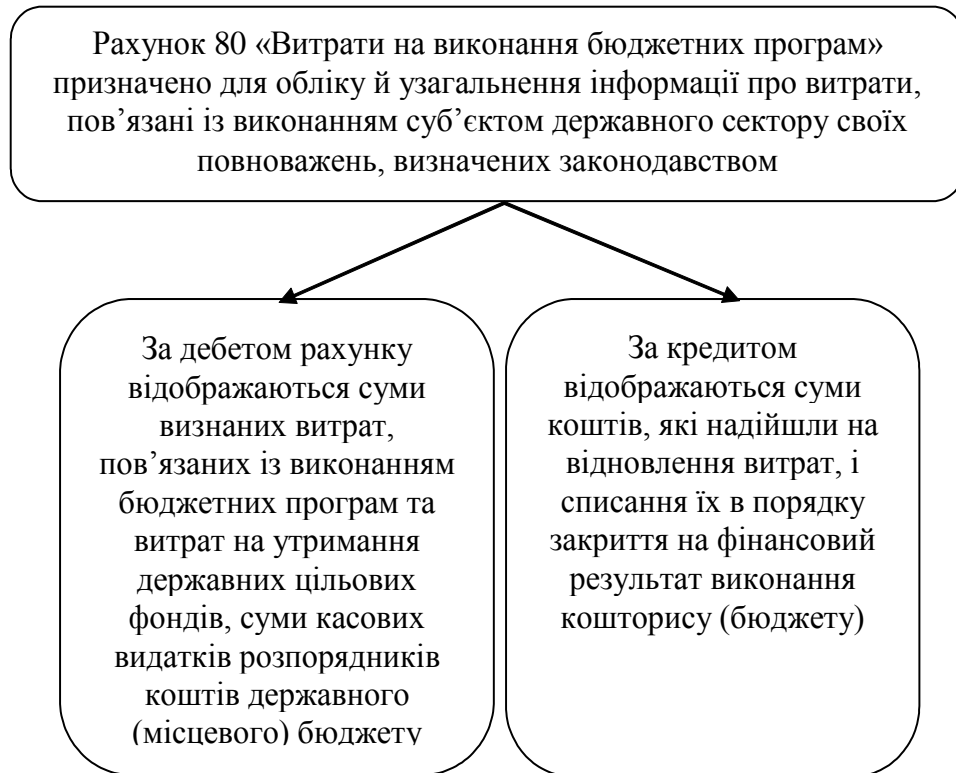 Рахунок 80 «Витрати на виконання бюджетних програм»
призначено для обліку й узагальнення інформації про витрати,
пов’язані із виконанням суб’єктом державного сектору своїх
повноважень, визначених законодавством
За дебетом рахунку
відображаються суми
визнаних витрат,
пов’язаних із виконанням
бюджетних програм та
витрат на утримання
державних цільових
фондів, суми касових
видатків розпорядників
коштів державного
(місцевого) бюджету
За кредитом
відображаються суми
коштів, які надійшли на
відновлення витрат, і
списання їх в порядку
закриття на фінансовий
результат виконання
кошторису (бюджету)